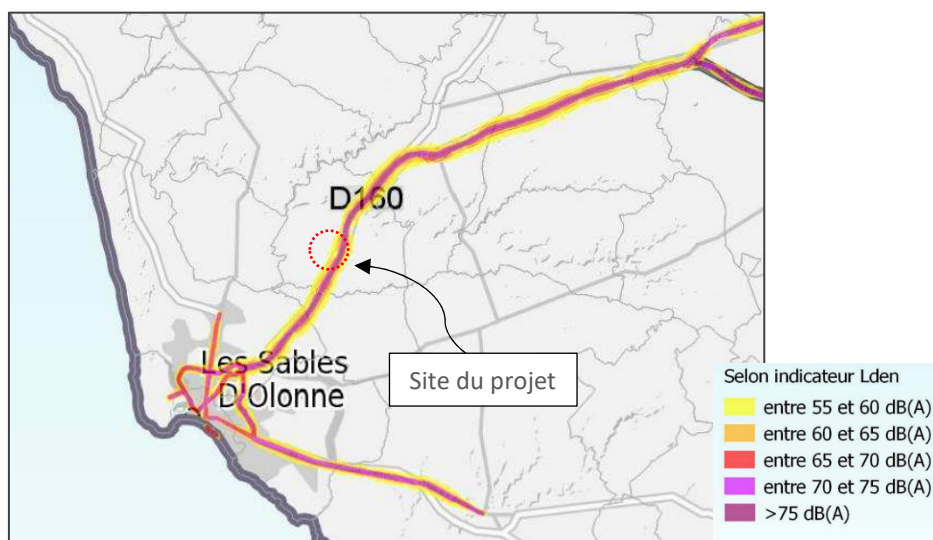 D160
Les Sables
D'Olonne
Site du projet
Selon indicateur Lden
entre 55 et 60 dB(A)
entre 60 et 65 dB(A)
entre 65 et 70 dB(A)
entre 70 et 75 dB(A)
>75 dB(A)